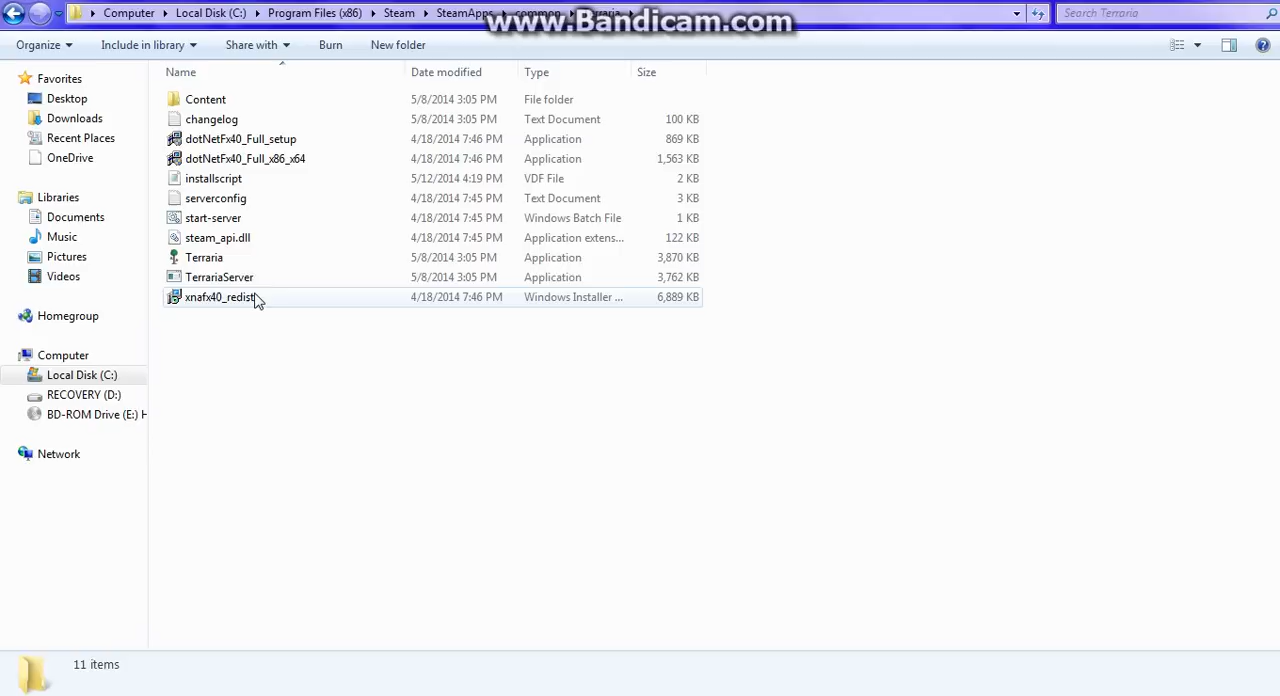 Computer Local Disk (C:) Program Files (x86) Steam SteamApps common Terraria
www.Bandicam.com
Search Terraria
Organize Include in library Share with Burn New folder
Favorites
Desktop
Downloads
Recent Places
OneDrive
Libraries
Documents
Music
Pictures
Videos
Homegroup
Computer
Local Disk (C:)
RECOVERY (D:)
BD-ROM Drive (E:) H
Network
Name Date modified Type Size
Content 5/8/2014 3:05 PM File folder
changelog 5/8/2014 3:05 PM Text Document 100 KB
dotNetFx40_Full_setup 4/18/2014 7:46 PM Application 869 KB
dotNetFx40_Full_x86_x64 4/18/2014 7:46 PM Application 1,563 KB
installscript 5/12/2014 4:19 PM VDF File 2 KB
serverconfig 4/18/2014 7:45 PM Text Document 3 KB
start-server 4/18/2014 7:45 PM Windows Batch File 1 KB
steam_api.dll 4/18/2014 7:45 PM Application extens... 122 KB
Terraria 5/8/2014 3:05 PM Application 3,870 KB
TerrariaServer 5/8/2014 3:05 PM Application 3,762 KB
xnafx40_redist 4/18/2014 7:46 PM Windows Installer ... 6,889 KB
11 items